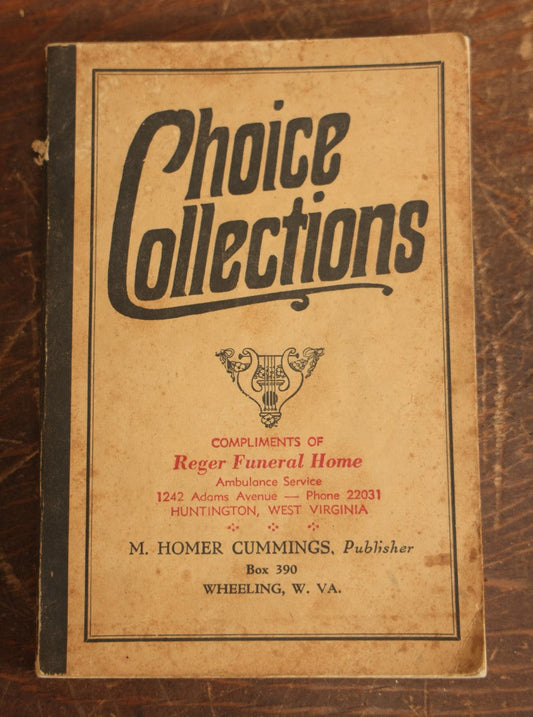 Choice
Collections
COMPLIMENTS OF
Reger Funeral Home
Ambulance Service
1242 Adams Avenue — Phone 22031
HUNTINGTON, WEST VIRGINIA
M. HOMER CUMMINGS, Publisher
Box 390
WHEELING, W. VA.